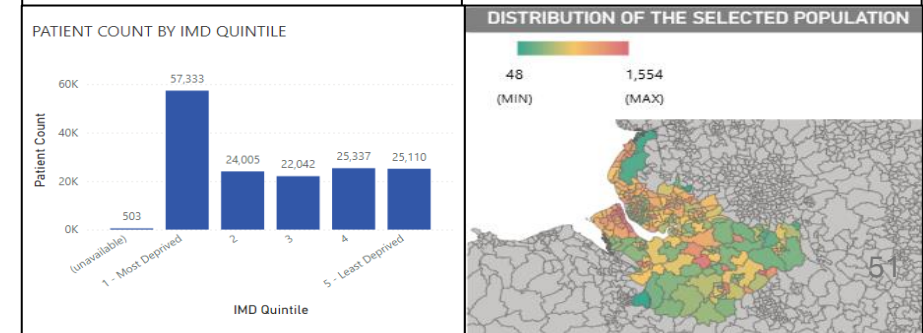 PATIENT COUNT BY IMD QUINTILE
60K
40K
20K
0K
Patient Count
503
57,333
24,005
22,042
25,337
25,110
(unavailable)
1 - Most Deprived
2
3
4
5 - Least Deprived
IMD Quintile
DISTRIBUTION OF THE SELECTED POPULATION
48
1,554
(MIN)
(MAX)
51